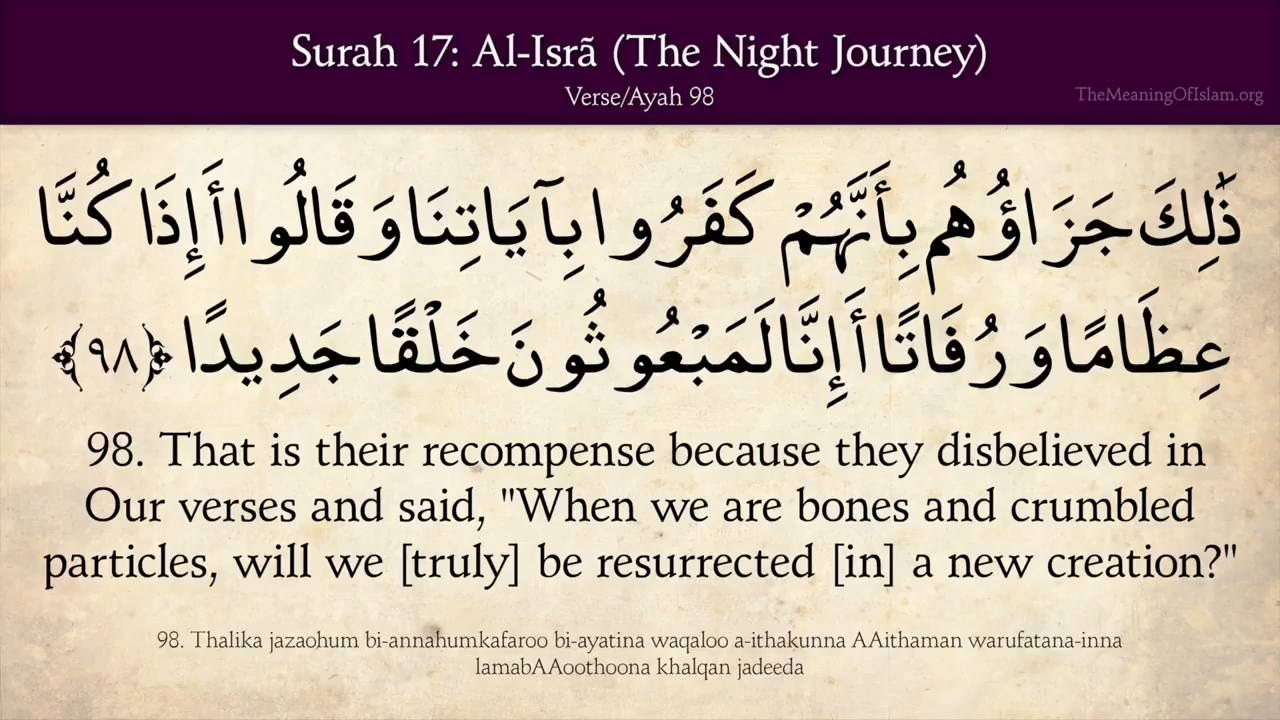 Surah 17: Al-Isrã (The Night Journey)
Verse/Ayah 98
TheMeaningOfIslam.org
ذَٰلِكَ جَزَاؤُهُم بِأَنَّهُمْ كَفَرُوا بِآيَاتِنَا وَقَالُوا أَإِذَا كُنَّا
عِظَامًا وَرُفَاتًا أَإِنَّا لَمَبْعُوثُونَ خَلْقًا جَدِيدًا ﴿٩٨﴾
98. That is their recompense because they disbelieved in
Our verses and said, "When we are bones and crumbled
particles, will we [truly] be resurrected [in] a new creation?"
98. Thalika jazaohum bi-annahumkafaroo bi-ayatina waqaloo a-ithakunna AAithaman warufatana-inna
lamabAAoothoona khalqan jadeeda